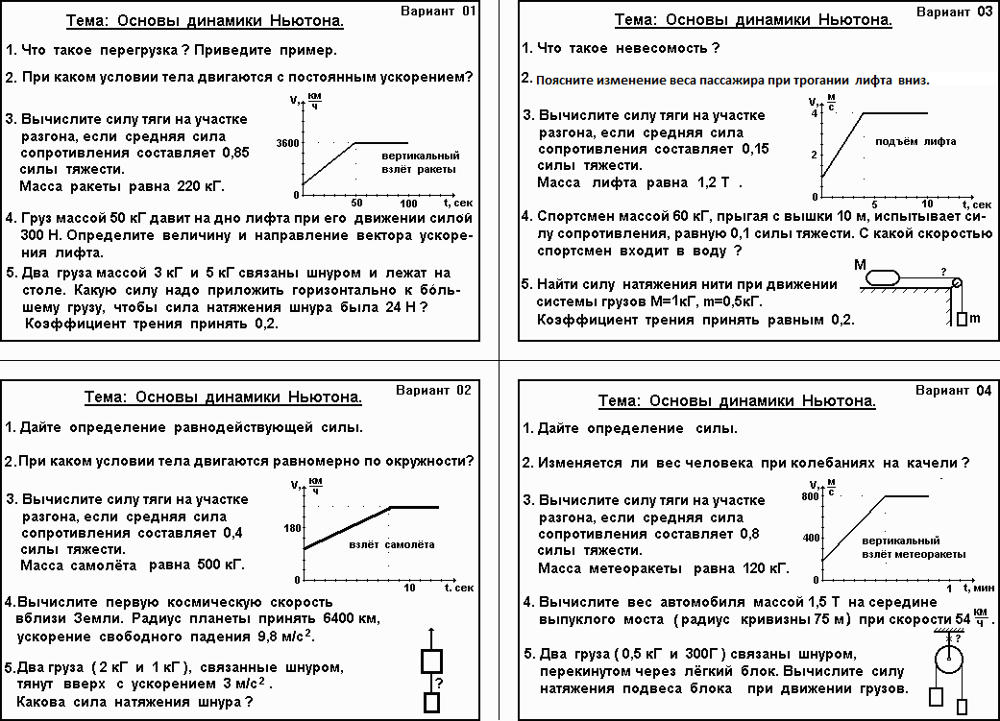 Вариант 01
Тема: Основы динамики Ньютона.
1. Что такое перегрузка ? Приведите пример.
2. При каком условии тела двигаются с постоянным ускорением?
3. Вычислите силу тяги на участке
разгона, если средняя сила
сопротивления составляет 0,85
силы тяжести.
Масса ракеты равна 220 кГ.
V, км/ч
3600
вертикальный
взлёт ракеты
0
50
100
t, сек
4. Груз массой 50 кГ давит на дно лифта при его движении силой
300 Н. Определите величину и направление вектора ускоре-
ния лифта.
5. Два груза массой 3 кГ и 5 кГ связаны шнуром и лежат на
столе. Какую силу надо приложить горизонтально к бóль-
шему грузу, чтобы сила натяжения шнура была 24 Н ?
Коэффициент трения принять 0,2.
Вариант 03
Тема: Основы динамики Ньютона.
1. Что такое невесомость ?
2. Поясните изменение веса пассажира при трогании лифта вниз.
3. Вычислите силу тяги на участке
разгона, если средняя сила
сопротивления составляет 0,15
силы тяжести.
Масса лифта равна 1,2 Т .
V, м/с
4
подъём лифта
2
0
5
10
t, сек
4. Спортсмен массой 60 кГ, прыгая с вышки 10 м, испытывает си-
лу сопротивления, равную 0,1 силы тяжести. С какой скоростью
спортсмен входит в воду ?
5. Найти силу натяжения нити при движении
системы грузов М=1кГ, m=0,5кГ.
Коэффициент трения принять равным 0,2.
М
?
m
Вариант 02
Тема: Основы динамики Ньютона.
1. Дайте определение равнодействующей силы.
2. При каком условии тела двигаются равномерно по окружности?
3. Вычислите силу тяги на участке
разгона, если средняя сила
сопротивления составляет 0,4
силы тяжести.
Масса самолёта равна 500 кГ.
V, км/ч
180
взлёт самолёта
0
10
t. сек
4. Вычислите первую космическую скорость
вблизи Земли. Радиус планеты принять 6400 км,
ускорение свободного падения 9,8 м/с².
5. Два груза ( 2 кГ и 1 кГ ), связанные шнуром,
тянут вверх с ускорением 3 м/с² .
Какова сила натяжения шнура ?
?
Вариант 04
Тема: Основы динамики Ньютона.
1. Дайте определение силы.
2. Изменяется ли вес человека при колебаниях на качели ?
3. Вычислите силу тяги на участке
разгона, если средняя сила
сопротивления составляет 0,8
силы тяжести.
Масса метеоракеты равна 120 кГ.
V, м/с
800
400
вертикальный
взлёт метеоракеты
0
1
t, мин
4. Вычислите вес автомобиля массой 1,5 Т на середине
выпуклого моста ( радиус кривизны 75 м ) при скорости 54 км/ч .
5. Два груза ( 0,5 кГ и 300Г ) связаны шнуром,
перекинутом через лёгкий блок. Вычислите силу
натяжения подвеса блока при движении грузов.
?